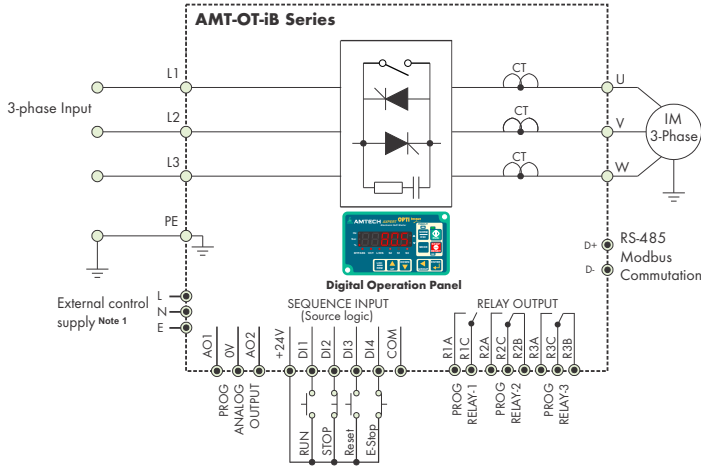 AMT-OT-iB Series
3-phase Input
L1
L2
L3
PE
CT
CT
CT
U
V
W
IM
3-Phase
D+
D-
RS-485
Modbus
Commutation
AMTECH
OPTi
Digital Operation Panel
External control
supply Note 1
L
N
E
SEQUENCE INPUT
(Source logic)
RELAY OUTPUT
AO1
0V
AO2
+24V
DI1
DI2
DI3
DI4
COM
R1A
R1C
R2A
R2C
R2B
R3A
R3C
R3B
PROG
ANALOG
OUTPUT
RUN
STOP
Reset
E-Stop
PROG
RELAY-1
PROG
RELAY-2
PROG
RELAY-3